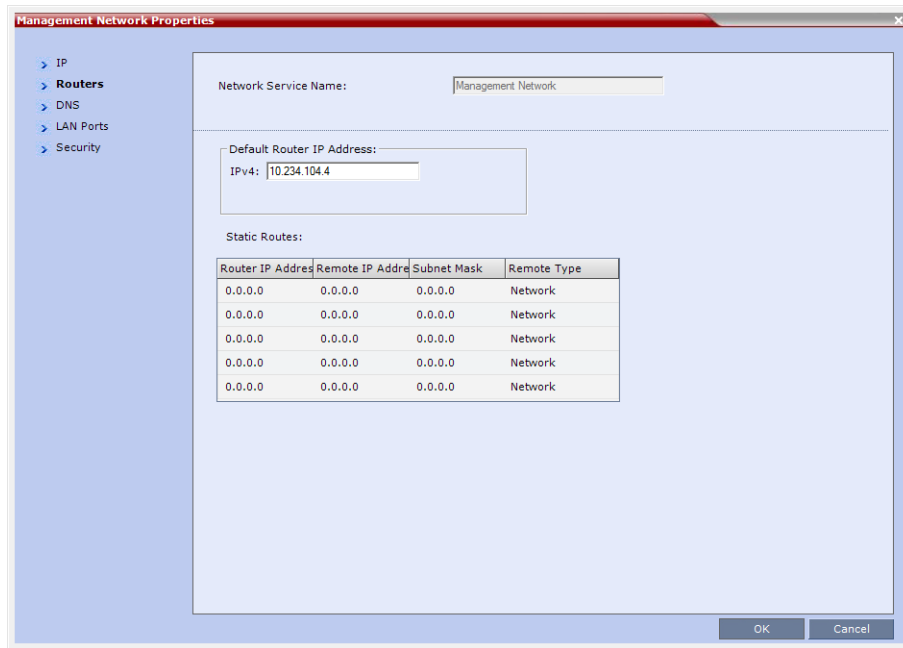 Management Network Properties
IP
Routers
DNS
LAN Ports
Security
Network Service Name: Management Network
Default Router IP Address:
IPv4: 10.234.104.4
Static Routes:
Router IP Addres Remote IP Addre Subnet Mask Remote Type
0.0.0.0 0.0.0.0 0.0.0.0 Network
0.0.0.0 0.0.0.0 0.0.0.0 Network
0.0.0.0 0.0.0.0 0.0.0.0 Network
0.0.0.0 0.0.0.0 0.0.0.0 Network
0.0.0.0 0.0.0.0 0.0.0.0 Network
OK Cancel